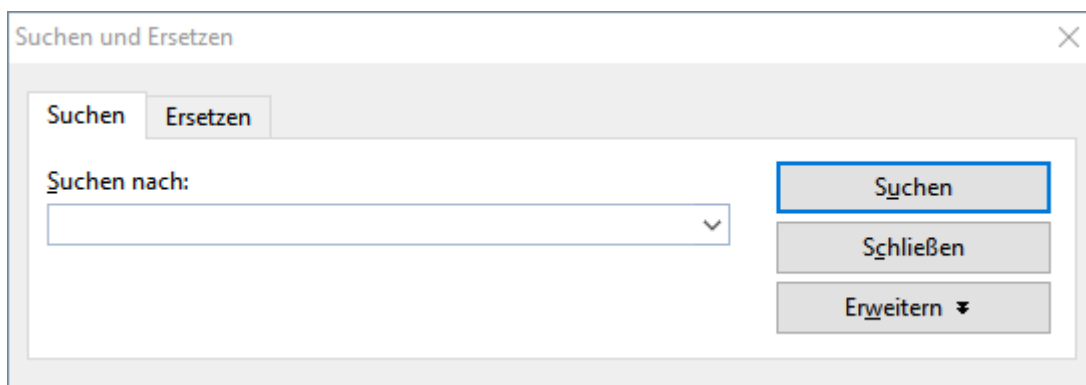 Suchen und Ersetzen
Suchen Ersetzen
Suchen nach:
Suchen
Schließen
Erweitern